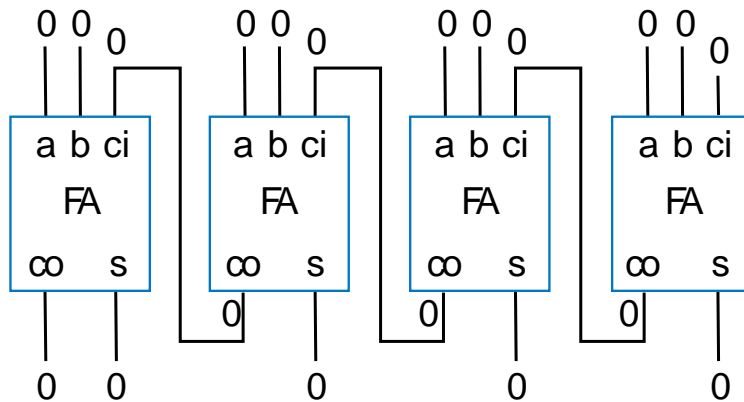 0 0 0 0 0 0 0 0 0 0 0 0
a b ci a b ci a b ci a b ci
FA FA FA FA
co s co s co s co s
0 0 0
0 0 0 0 0